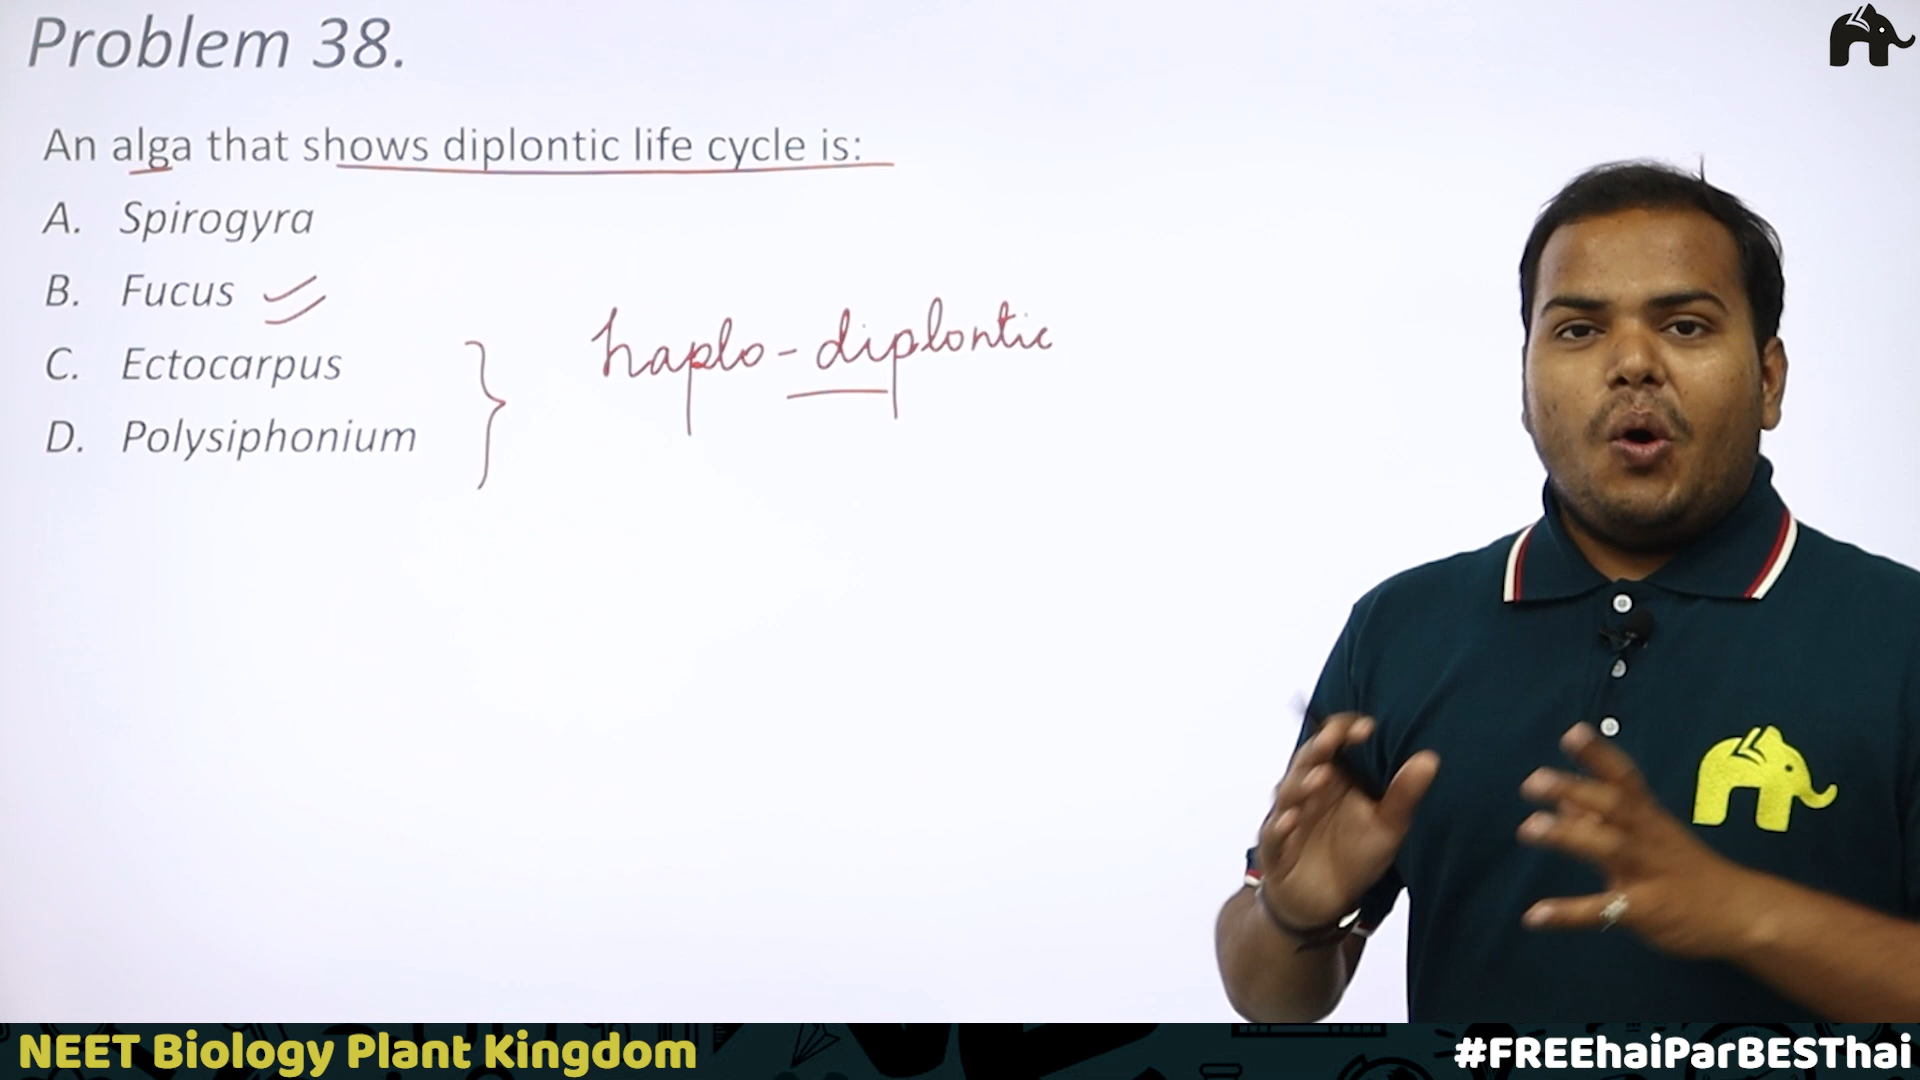 Problem 38.
An alga that shows diplontic life cycle is:
A. Spirogyra
B. Fucus
C. Ectocarpus
D. Polysiphonium
haplo-diplontic
NEET Biology Plant Kingdom
#FREEhaiParBESThai